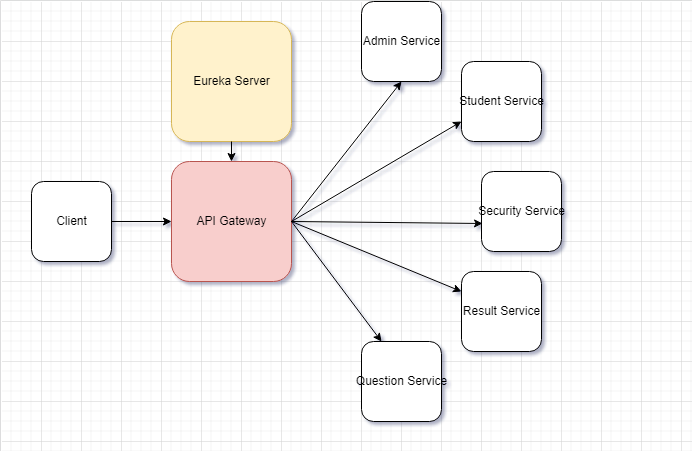 Admin Service
Eureka Server
Student Service
Client
API Gateway
Security Service
Result Service
Question Service